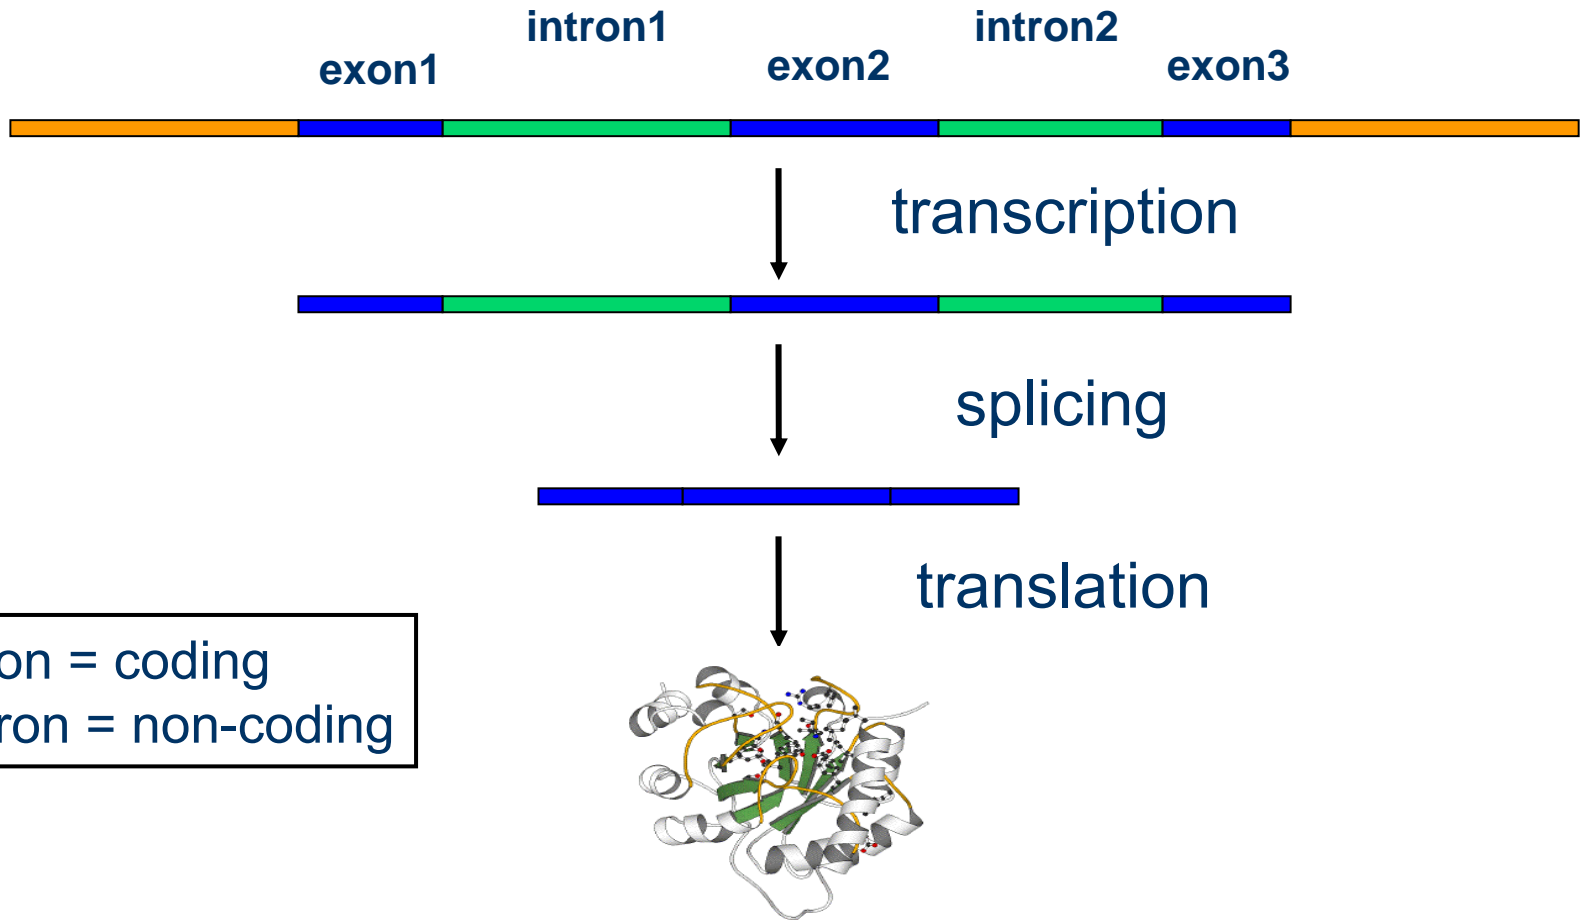 intron1 intron2
exon1 exon2 exon3
transcription
splicing
translation
on = coding
ron = non-coding